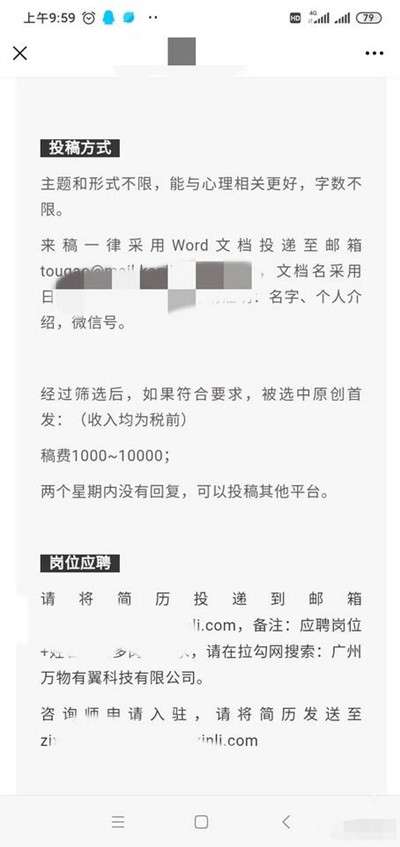 上午9:59
HD 4G 79
投稿方式
主题和形式不限，能与心理相关更好，字数不
限。
来稿一律采用Word文档投递至邮箱
tougao@mail. ，文档名采用
日 ：名字、个人介
绍，微信号。
经过筛选后，如果符合要求，被选中原创首
发：（收入均为税前）
稿费1000~10000；
两个星期内没有回复，可以投稿其他平台。
岗位应聘
请将简历投递到邮箱
li.com，备注：应聘岗位
+姓 多 ，请在拉勾网搜索：广州
万物有翼科技有限公司。
咨询师申请入驻，请将简历发送至
zi xinli.com